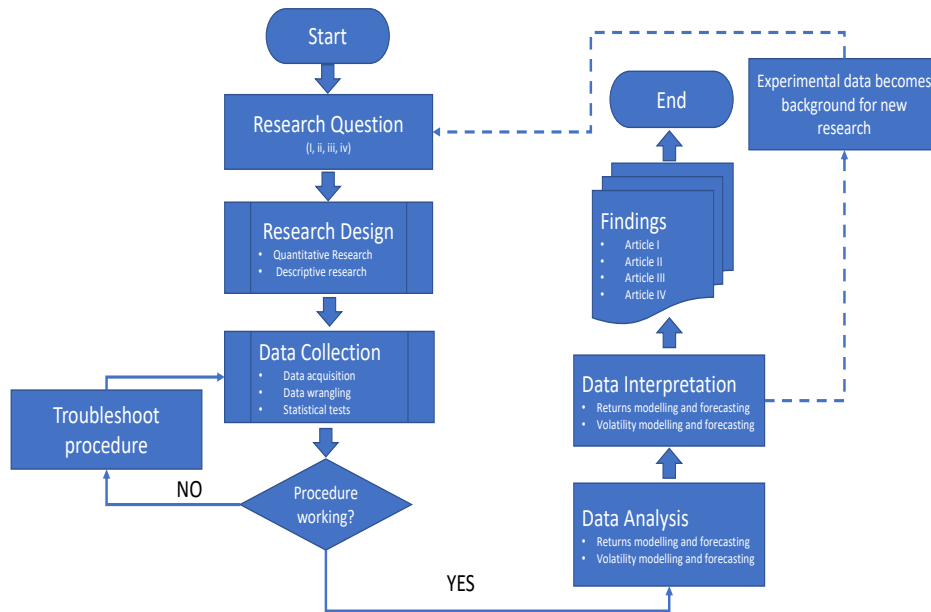 Start
Research Question
(I, ii, iii, iv)
Research Design
• Quantitative Research
• Descriptive research
Data Collection
• Data acquisition
• Data wrangling
• Statistical tests
Troubleshoot
procedure
NO
Procedure
working?
YES
Data Analysis
• Returns modelling and forecasting
• Volatility modelling and forecasting
Data Interpretation
• Returns modelling and forecasting
• Volatility modelling and forecasting
Findings
• Article I
• Article II
• Article III
• Article IV
End
Experimental data becomes
background for new
research